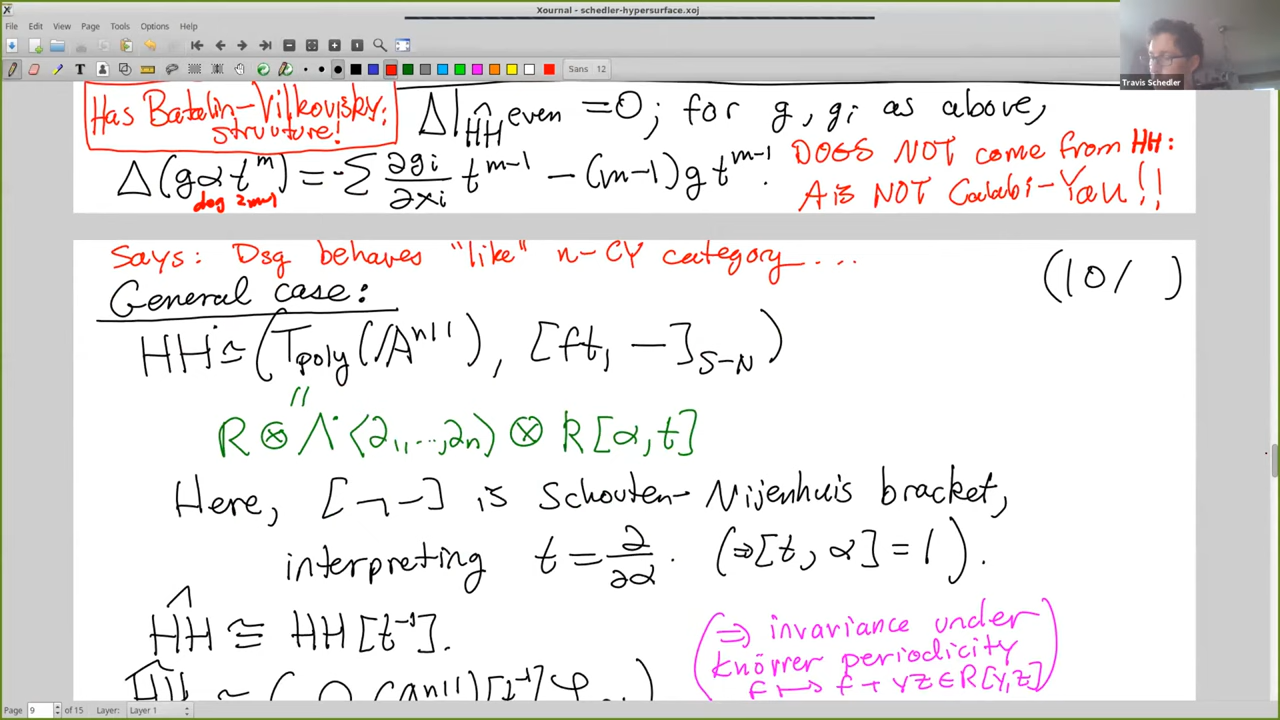 Xournal – schedler-hypersurface.xoj
File Edit View Page Tools Options Help
Sans 12
Travis Schedler
Has Batalin-Vilkovisky structure!
Δ|ĤH even = 0; for g, gi as above,
Δ(gαt^m) = -Σ ∂gi/∂xi t^{m-1} - (m-1) g t^{m-1}.
deg 2m-1
DOES NOT come from HH:
A is NOT Calabi-Yau!!
Says: Dsg behaves "like" n-CY category...
General case:
(10/ )
HH^• ≅ (Tpoly(/A^{n|1}), [ft, -]_{S-N})
"
R ⊗ Λ^•⟨∂1,...,∂n⟩ ⊗ k[α,t]
Here, [-,-] is Schouten-Nijenhuis bracket,
interpreting t = ∂/∂α. (⇒[t, α] = 1).
ĤH ≅ HH[t^{-1}].
(⇒ invariance under
Knörrer periodicity
f ↦ f + yz ∈ R[y,z]
Page 9 of 15 Layer: Layer 1